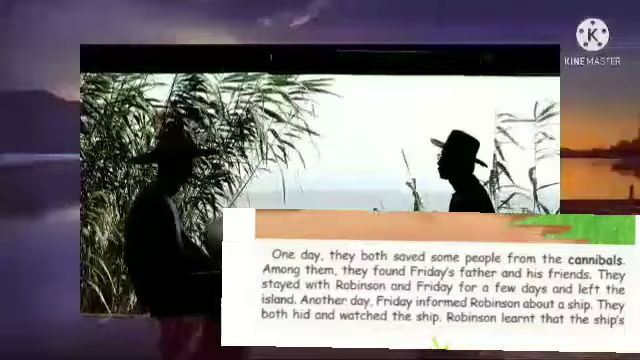 KINEMASTER
One day, they both saved some people from the cannibals.
Among them, they found Friday's father and his friends. They
stayed with Robinson and Friday for a few days and left the
island. Another day, Friday informed Robinson about a ship. They
both hid and watched the ship. Robinson learnt that the ship's